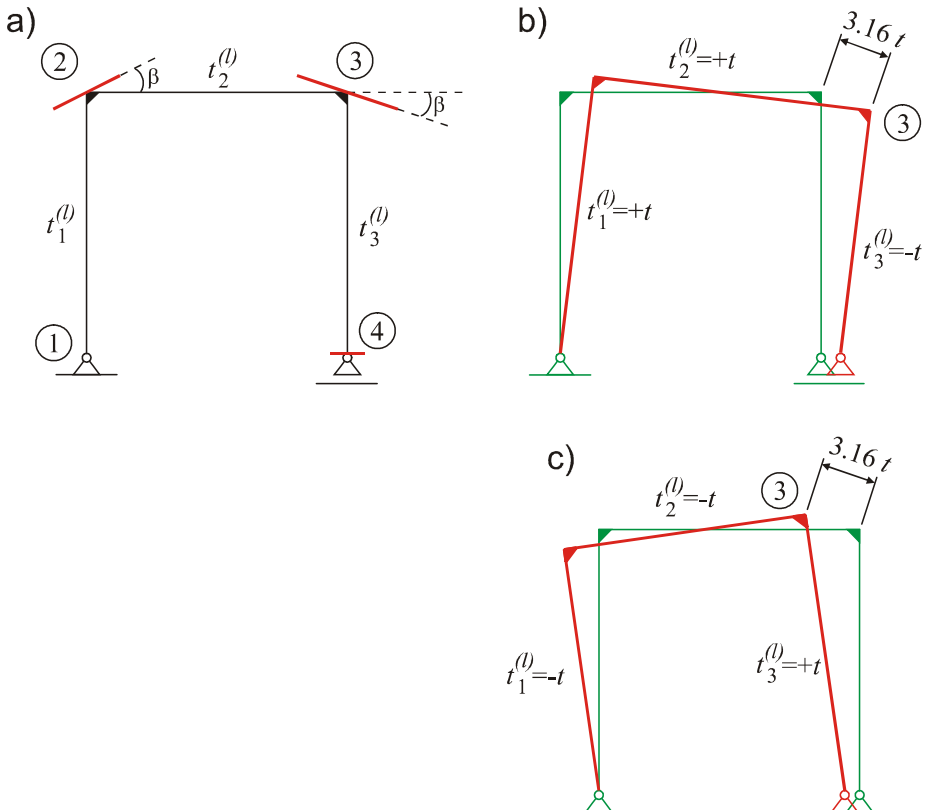 a)
2
β
t₂⁽ˡ⁾
3
β
t₁⁽ˡ⁾
t₃⁽ˡ⁾
1
4
b)
3.16 t
t₂⁽ˡ⁾=+t
3
t₁⁽ˡ⁾=+t
t₃⁽ˡ⁾=-t
c)
3.16 t
t₂⁽ˡ⁾=-t
3
t₁⁽ˡ⁾=-t
t₃⁽ˡ⁾=+t